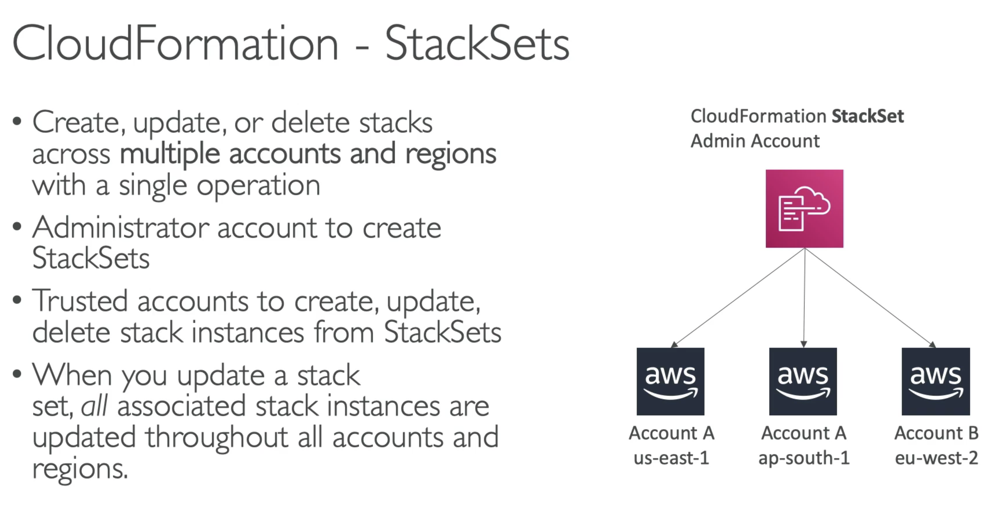 CloudFormation - StackSets
• Create, update, or delete stacks
across multiple accounts and regions
with a single operation
• Administrator account to create
StackSets
• Trusted accounts to create, update,
delete stack instances from StackSets
• When you update a stack
set, all associated stack instances are
updated throughout all accounts and
regions.
CloudFormation StackSet
Admin Account
aws
aws
aws
Account A
us-east-1
Account A
ap-south-1
Account B
eu-west-2